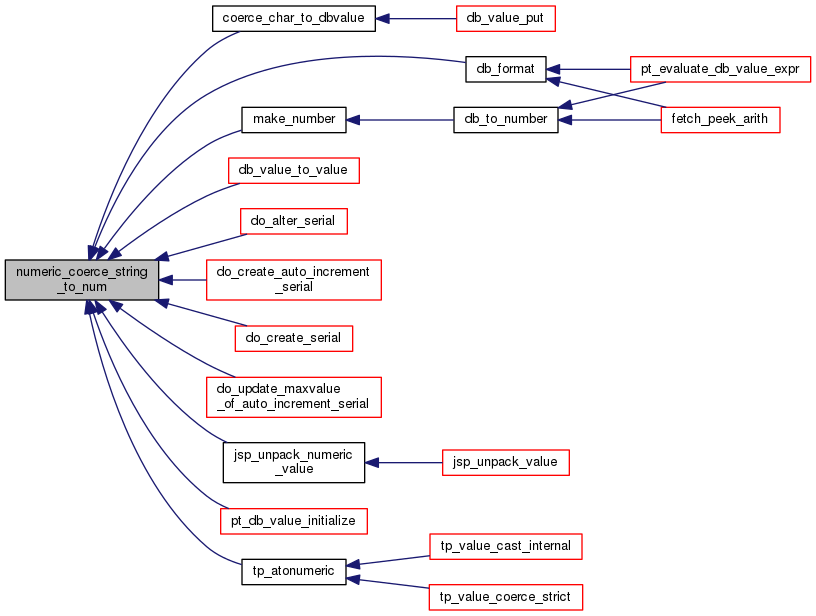 coerce_char_to_dbvalue
db_value_put
db_format
pt_evaluate_db_value_expr
make_number
db_to_number
fetch_peek_arith
db_value_to_value
do_alter_serial
numeric_coerce_string
_to_num
do_create_auto_increment
_serial
do_create_serial
do_update_maxvalue
_of_auto_increment_serial
jsp_unpack_numeric
_value
jsp_unpack_value
pt_db_value_initialize
tp_value_cast_internal
tp_atonumeric
tp_value_coerce_strict